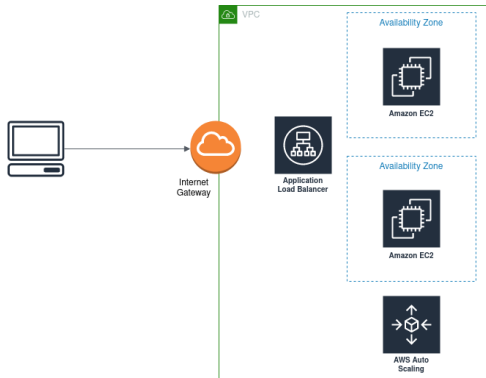 VPC
Availability Zone
Amazon EC2
Internet
Gateway
Application
Load Balancer
Availability Zone
Amazon EC2
AWS Auto
Scaling